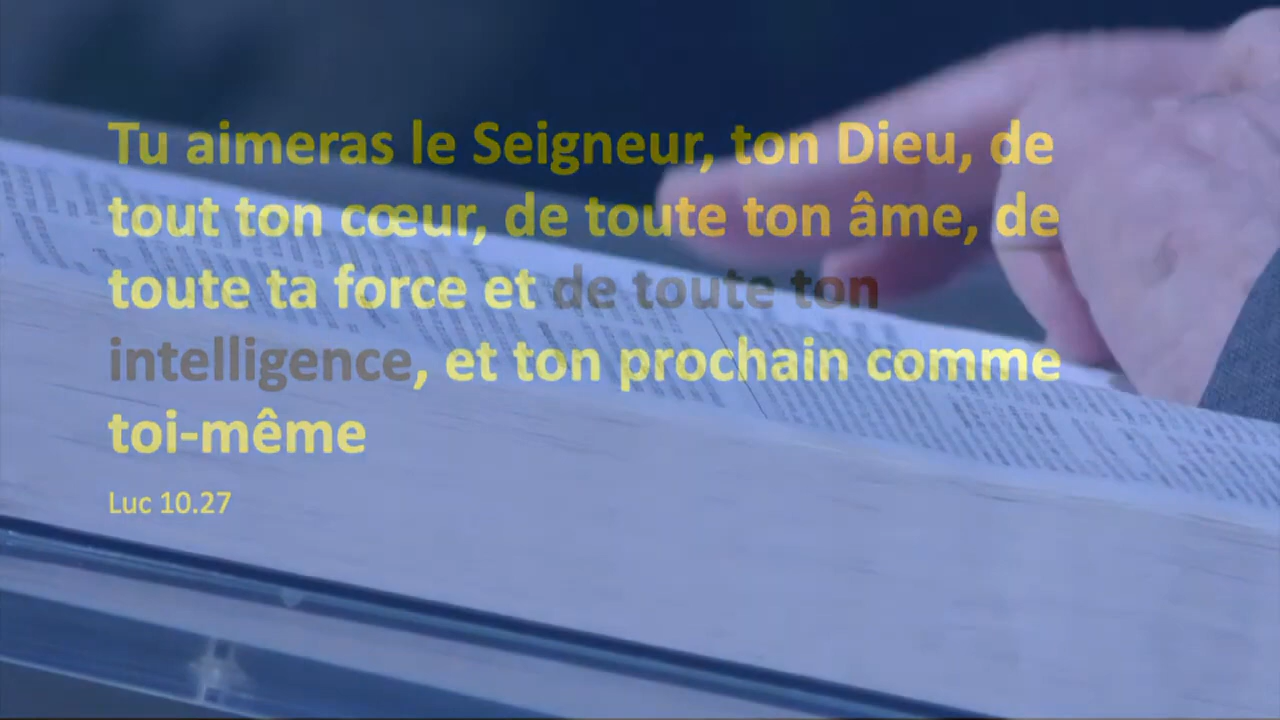 Tu aimeras le Seigneur, ton Dieu, de
tout ton cœur, de toute ton âme, de
toute ta force et de toute ton
intelligence, et ton prochain comme
toi-même
Luc 10.27